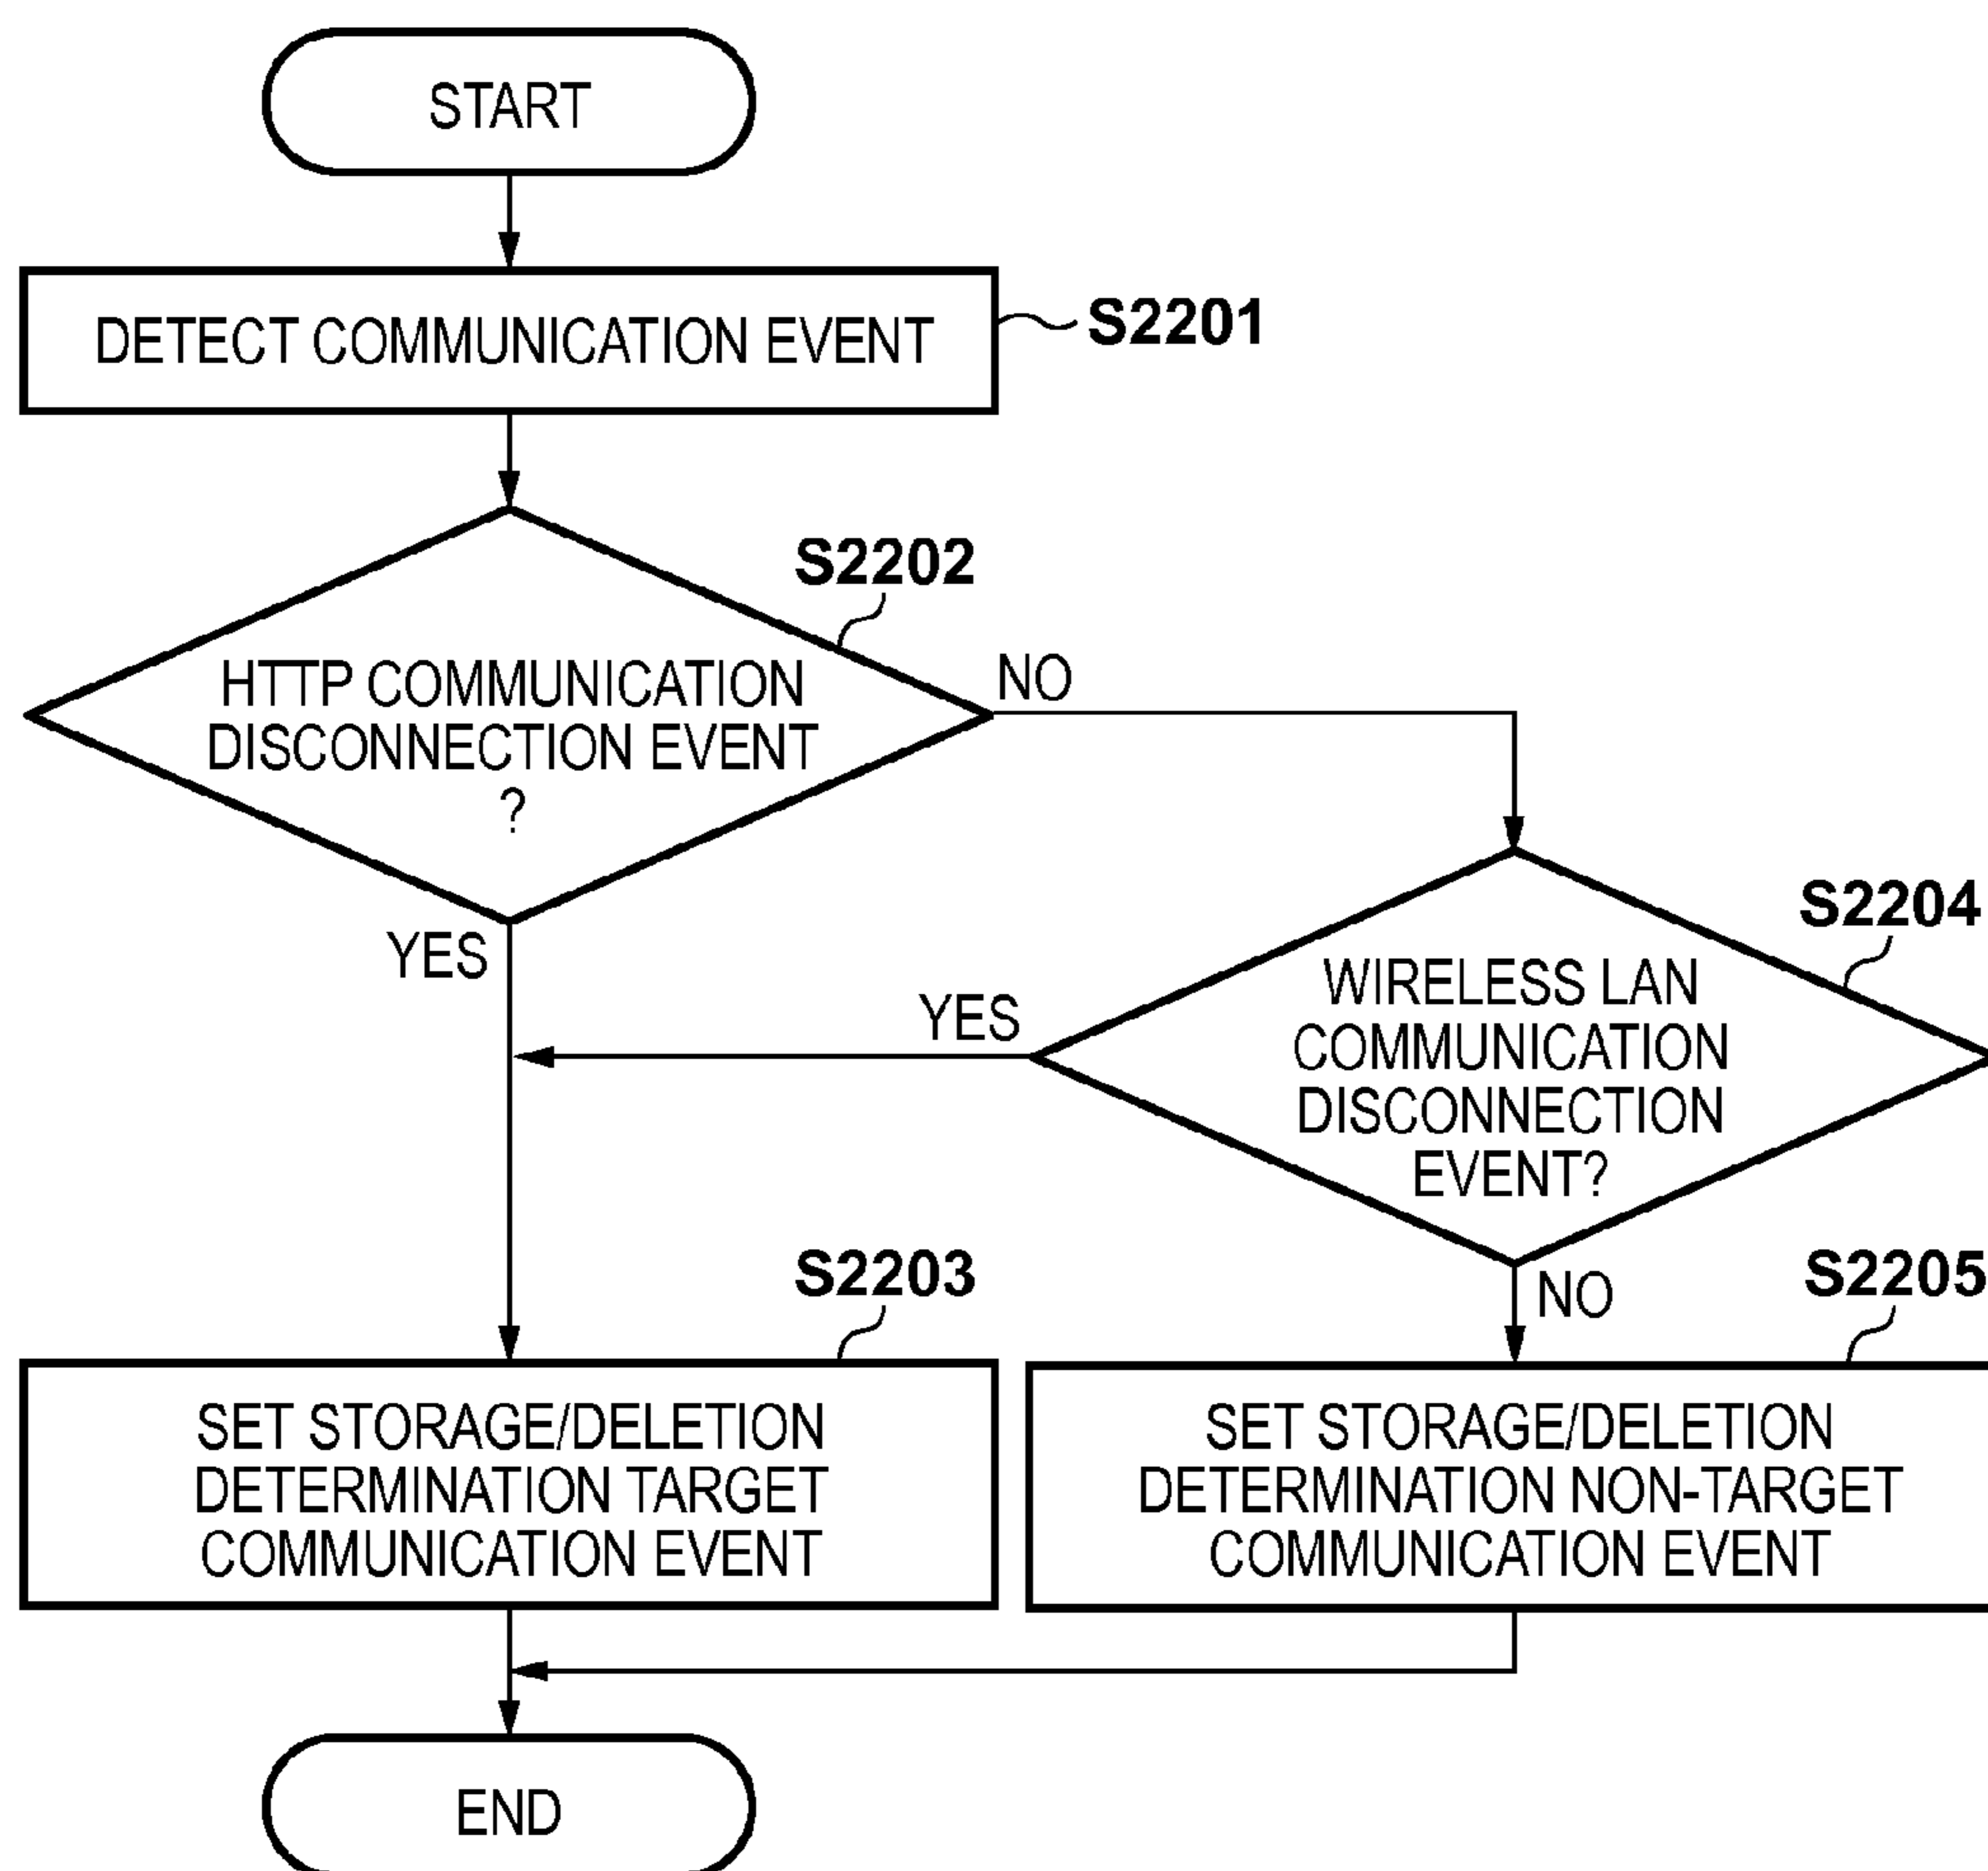 START
DETECT COMMUNICATION EVENT
S2201
S2202
HTTP COMMUNICATION
DISCONNECTION EVENT
?
NO
YES
S2204
WIRELESS LAN
COMMUNICATION
DISCONNECTION
EVENT?
YES
NO
S2203
SET STORAGE/DELETION
DETERMINATION TARGET
COMMUNICATION EVENT
S2205
SET STORAGE/DELETION
DETERMINATION NON-TARGET
COMMUNICATION EVENT
END